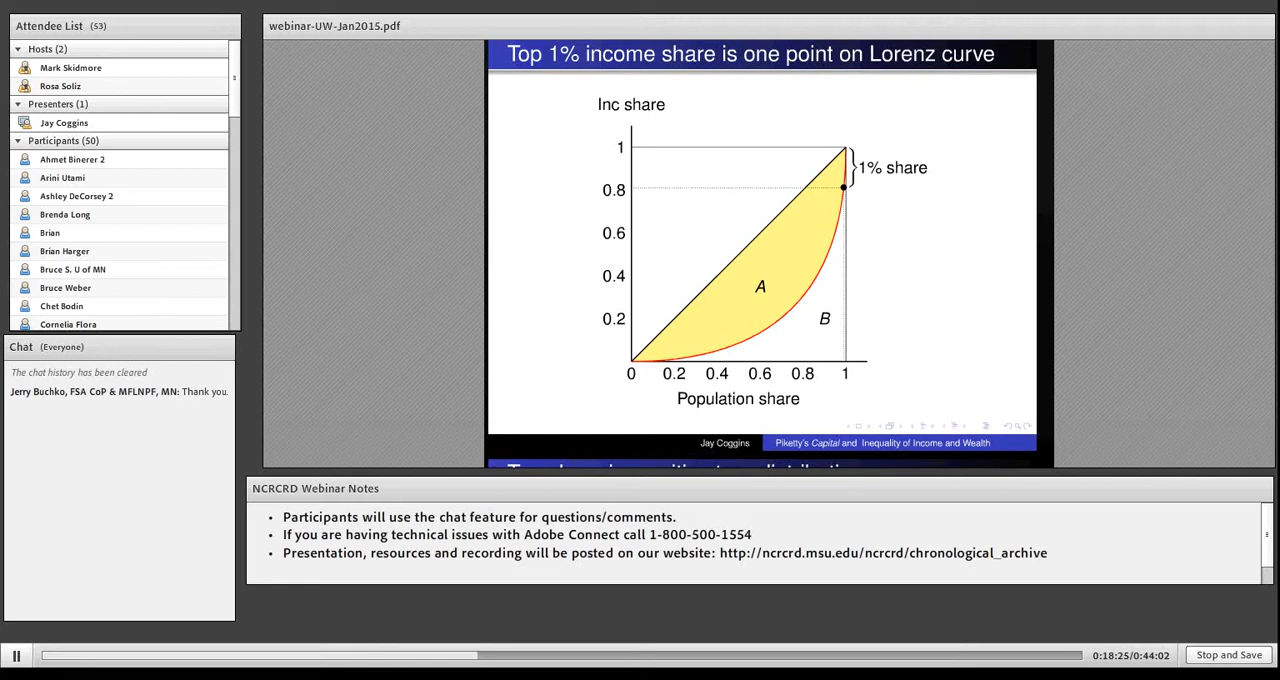 Attendee List (53)
Hosts (2)
Mark Skidmore
Rosa Soliz
Presenters (1)
Jay Coggins
Participants (50)
Ahmet Binerer 2
Arini Utami
Ashley DeCorsey 2
Brenda Long
Brian
Brian Harger
Bruce S. U of MN
Bruce Weber
Chet Bodin
Cornelia Flora
Chat (Everyone)
The chat history has been cleared
Jerry Buchko, FSA CoP & MFLNPF, MN: Thank you.
webinar-UW-Jan2015.pdf
Top 1% income share is one point on Lorenz curve
Inc share
1
0.8
0.6
0.4
0.2
1% share
A
B
0 0.2 0.4 0.6 0.8 1
Population share
Jay Coggins Piketty's Capital and Inequality of Income and Wealth
NCRCRD Webinar Notes
• Participants will use the chat feature for questions/comments.
• If you are having technical issues with Adobe Connect call 1-800-500-1554
• Presentation, resources and recording will be posted on our website: http://ncrcrd.msu.edu/ncrcrd/chronological_archive
0:18:25/0:44:02
Stop and Save